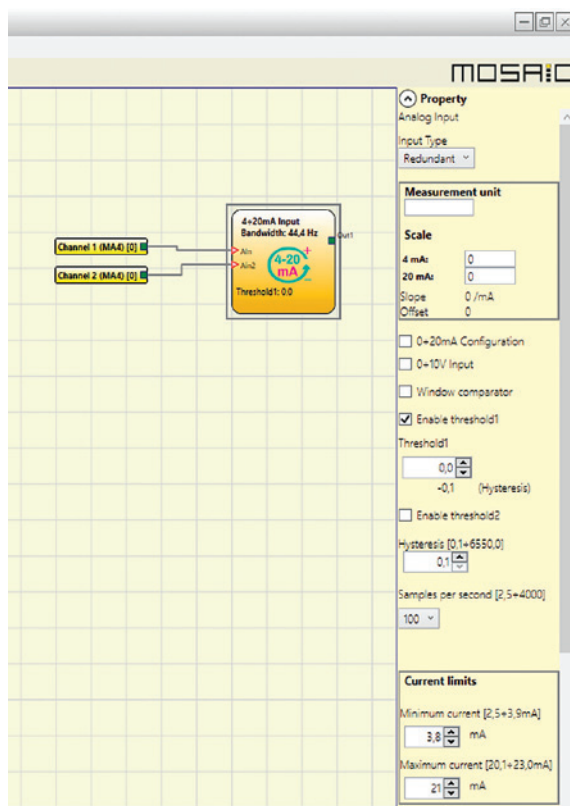 MOSAIC
Property
Analog Input
Input Type
Redundant
Measurement unit
Scale
4 mA: 0
20 mA: 0
Slope 0 /mA
Offset 0
0÷20mA Configuration
0÷10V Input
Window comparator
Enable threshold1
Threshold1
0,0
-0,1 (Hysteresis)
Enable threshold2
Hysteresis [0,1÷6550,0]
0,1
Samples per second [2,5÷4000]
100
Current limits
Minimum current [2,5÷3,9mA]
3,8 mA
Maximum current [20,1÷23,0mA]
21 mA
Channel 1 (MA4) [0]
Channel 2 (MA4) [0]
4÷20mA Input
Bandwidth: 44,4 Hz
AIn
AIn2
Out1
4-20
mA
Threshold1: 0.0